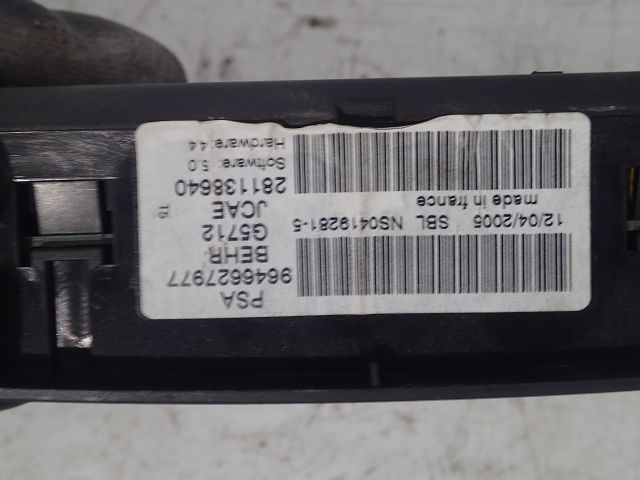 PSA
9646627977
BEHR
G5712
JCAE
TS
281138640
Software: 5.0
Hardware: 4.4
12/04/2005 SBL NS0419281-5
made in france